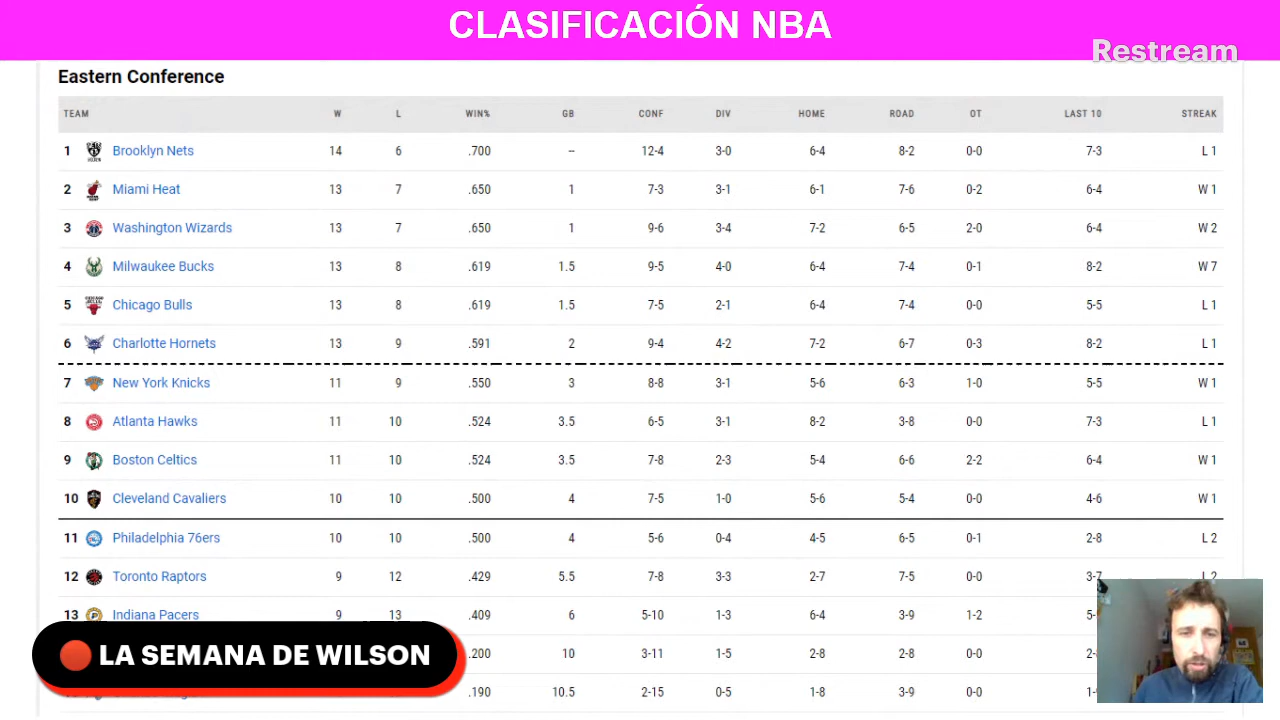 CLASIFICACIÓN NBA
Restream
Eastern Conference
TEAM W L WIN% GB CONF DIV HOME ROAD OT LAST 10 STREAK
1 Brooklyn Nets 14 6 .700 -- 12-4 3-0 6-4 8-2 0-0 7-3 L 1
2 Miami Heat 13 7 .650 1 7-3 3-1 6-1 7-6 0-2 6-4 W 1
3 Washington Wizards 13 7 .650 1 9-6 3-4 7-2 6-5 2-0 6-4 W 2
4 Milwaukee Bucks 13 8 .619 1.5 9-5 4-0 6-4 7-4 0-1 8-2 W 7
5 Chicago Bulls 13 8 .619 1.5 7-5 2-1 6-4 7-4 0-0 5-5 L 1
6 Charlotte Hornets 13 9 .591 2 9-4 4-2 7-2 6-7 0-3 8-2 L 1
7 New York Knicks 11 9 .550 3 8-8 3-1 5-6 6-3 1-0 5-5 W 1
8 Atlanta Hawks 11 10 .524 3.5 6-5 3-1 8-2 3-8 0-0 7-3 L 1
9 Boston Celtics 11 10 .524 3.5 7-8 2-3 5-4 6-6 2-2 6-4 W 1
10 Cleveland Cavaliers 10 10 .500 4 7-5 1-0 5-6 5-4 0-0 4-6 W 1
11 Philadelphia 76ers 10 10 .500 4 5-6 0-4 4-5 6-5 0-1 2-8 L 2
12 Toronto Raptors 9 12 .429 5.5 7-8 3-3 2-7 7-5 0-0 3-7 L 2
13 Indiana Pacers 9 13 .409 6 5-10 1-3 6-4 3-9 1-2 5-
.200 10 3-11 1-5 2-8 2-8 0-0 2-
LA SEMANA DE WILSON
.190 10.5 2-15 0-5 1-8 3-9 0-0 1-